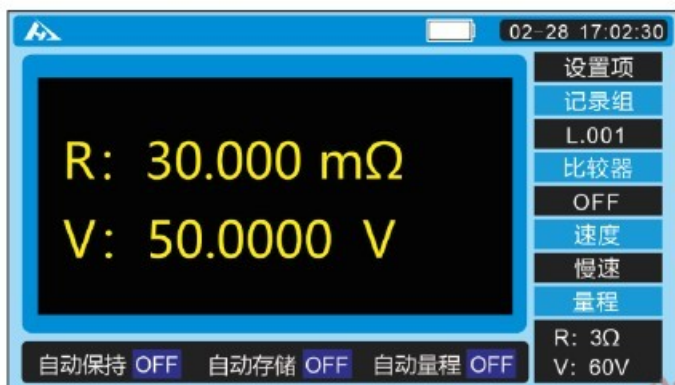 02-28 17:02:30
设置项
记录组
L.001
比较器
OFF
速度
慢速
量程
R: 3Ω
V: 60V
R: 30.000 mΩ
V: 50.0000 V
自动保持 OFF 自动存储 OFF 自动量程 OFF